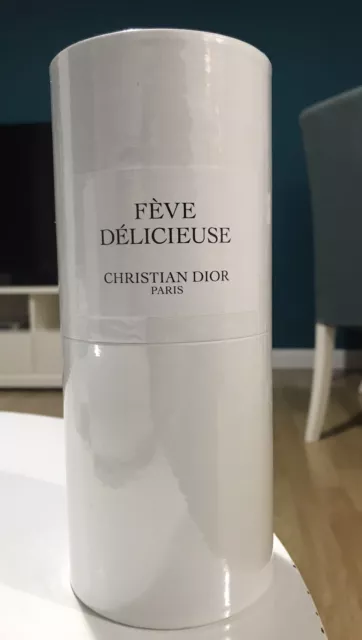 FÈVE
DÉLICIEUSE
CHRISTIAN DIOR
PARIS